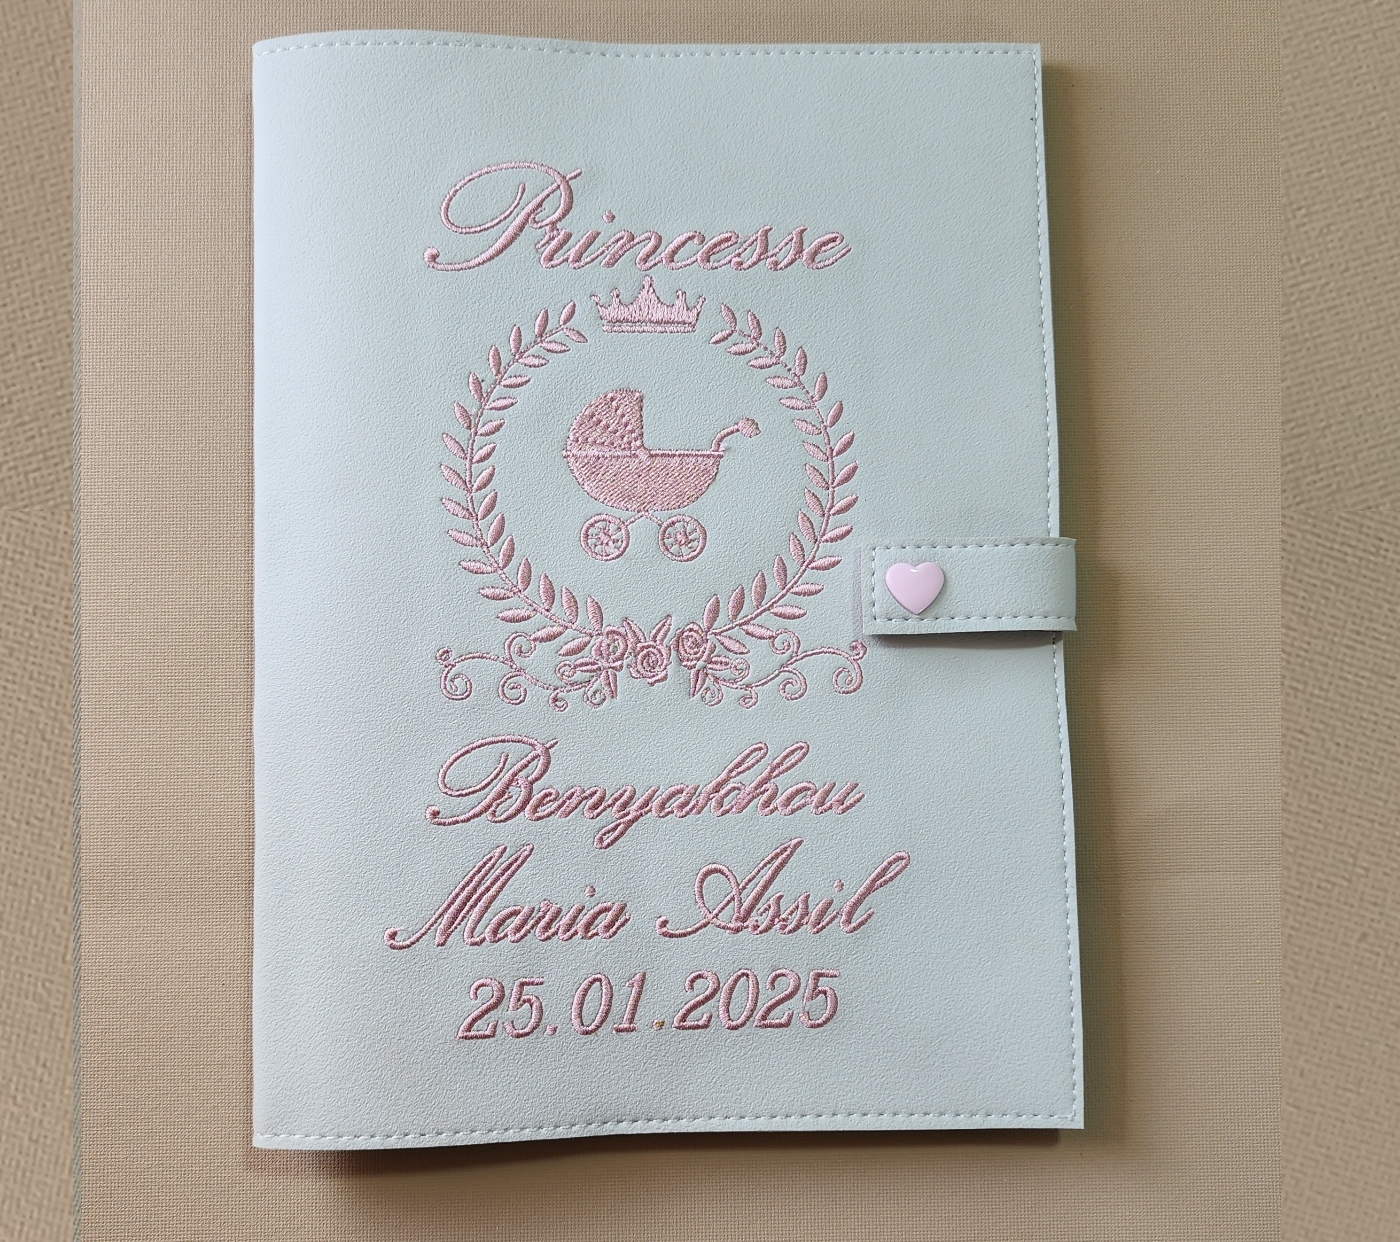 Princesse
Benyakhou
Maria Assil
25.01.2025